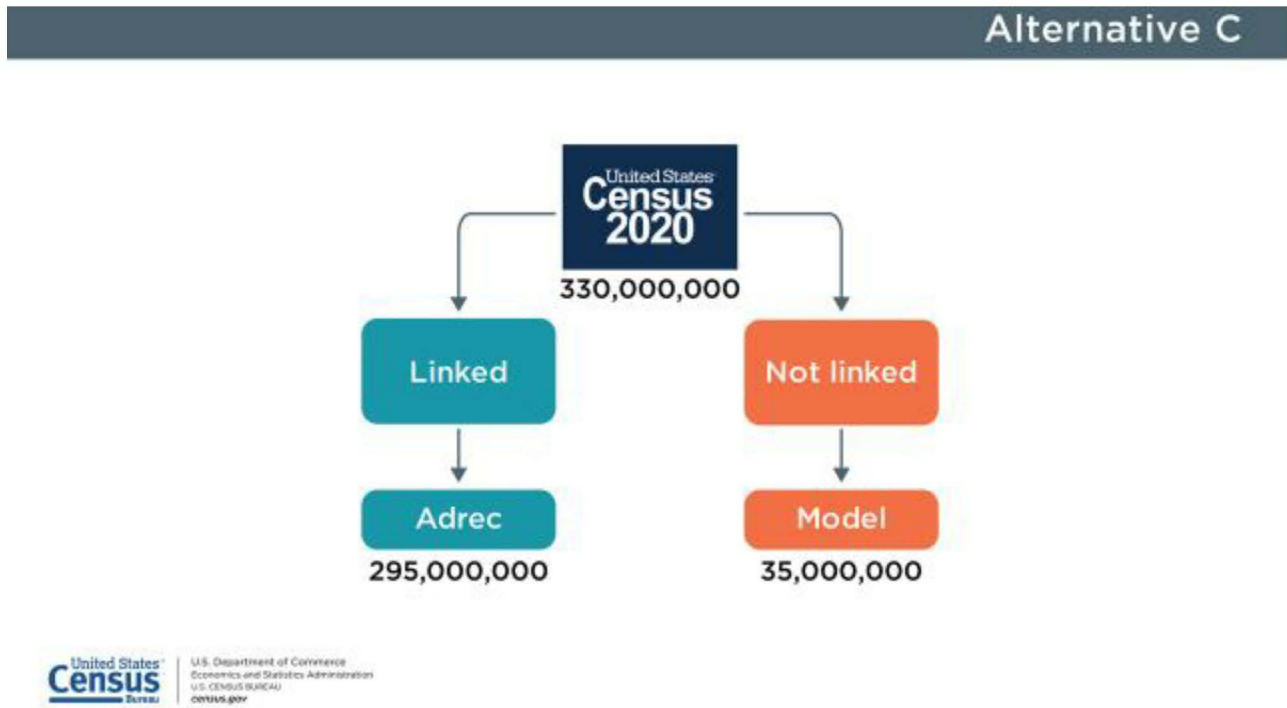 Alternative C
United States
Census
2020
330,000,000
Linked
Not linked
Adrec
Model
295,000,000
35,000,000
United States
Census
Bureau
U.S. Department of Commerce
Economics and Statistics Administration
U.S. CENSUS BUREAU
census.gov